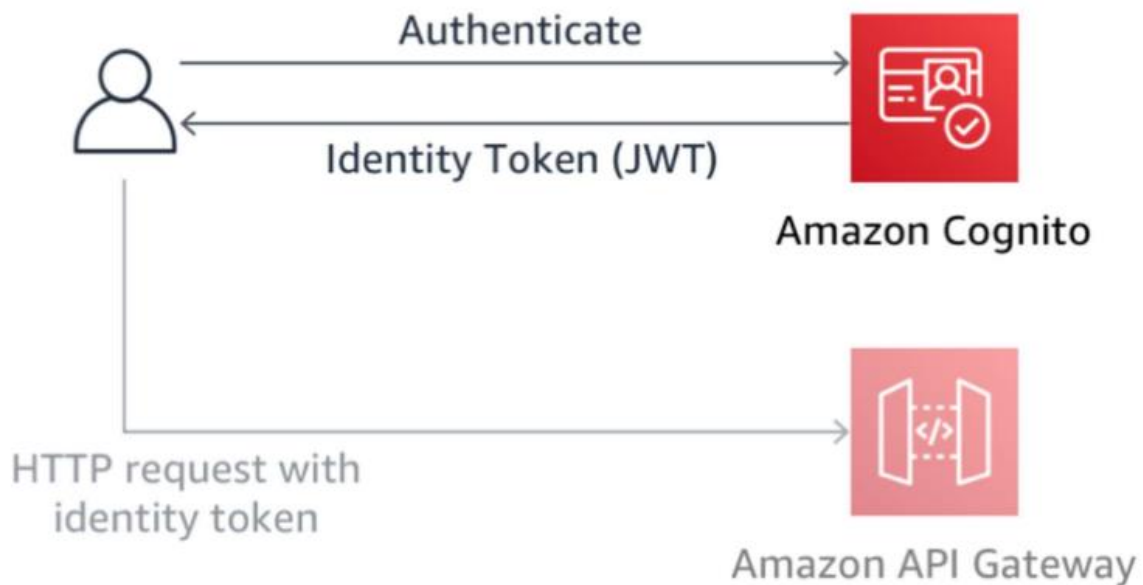 Authenticate
Identity Token (JWT)
Amazon Cognito
</>
HTTP request with
identity token
Amazon API Gateway